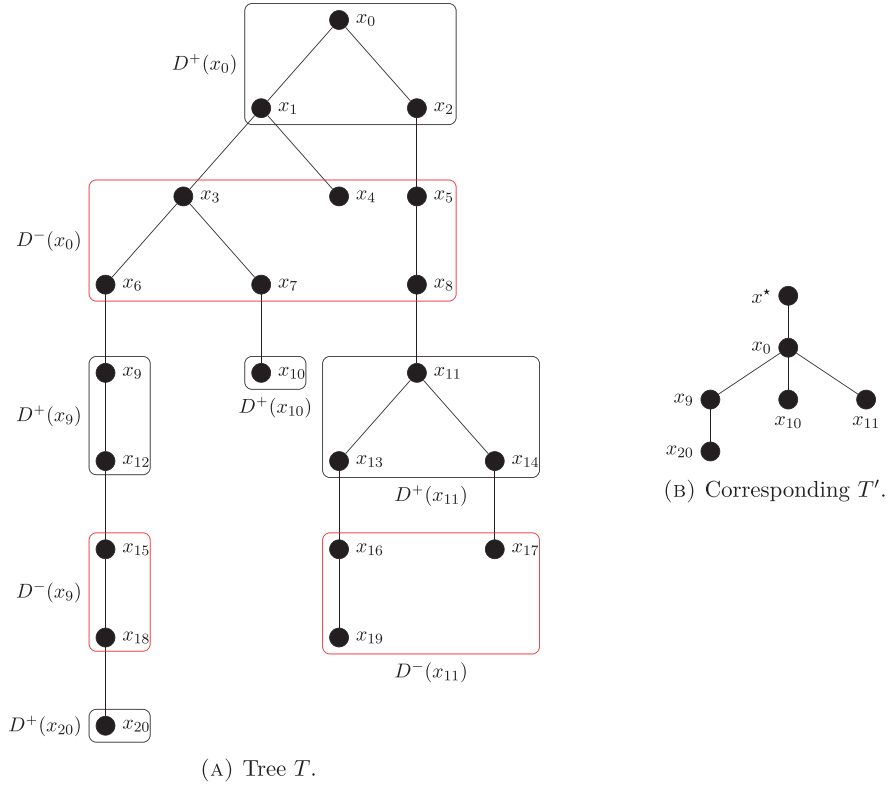 x₀
D⁺(x₀)
x₁ x₂
x₃ x₄ x₅
D⁻(x₀)
x₆ x₇ x₈
x⋆
x₀
x₉ x₁₀ x₁₁
D⁺(x₉) D⁺(x₁₀)
x₉ x₁₀ x₁₁
x₂₀
x₁₂ x₁₃ x₁₄
D⁺(x₁₁)
(B) Corresponding T′.
x₁₅ x₁₆ x₁₇
D⁻(x₉)
x₁₈ x₁₉
D⁻(x₁₁)
D⁺(x₂₀) x₂₀
(A) Tree T.